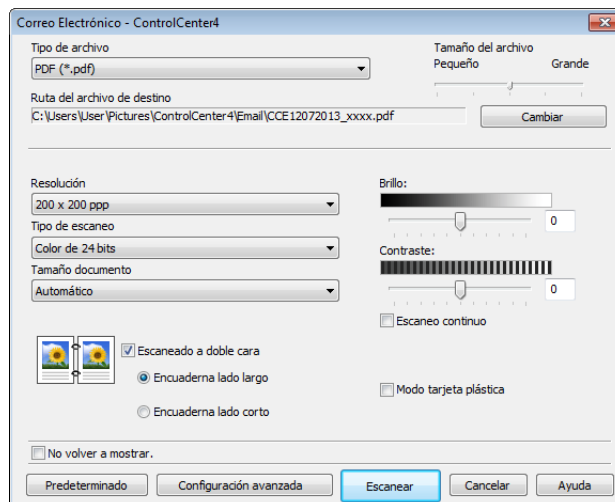 Correo Electrónico - ControlCenter4
Tipo de archivo
PDF (*.pdf)
Tamaño del archivo
Pequeño Grande
Ruta del archivo de destino
C:\Users\User\Pictures\ControlCenter4\Email\CCE12072013_xxxx.pdf
Cambiar
Resolución
200 x 200 ppp
Tipo de escaneo
Color de 24 bits
Tamaño documento
Automático
Brillo:
0
Contraste:
0
Escaneo continuo
Escaneado a doble cara
Encuaderna lado largo
Encuaderna lado corto
Modo tarjeta plástica
No volver a mostrar.
Predeterminado Configuración avanzada Escanear Cancelar Ayuda